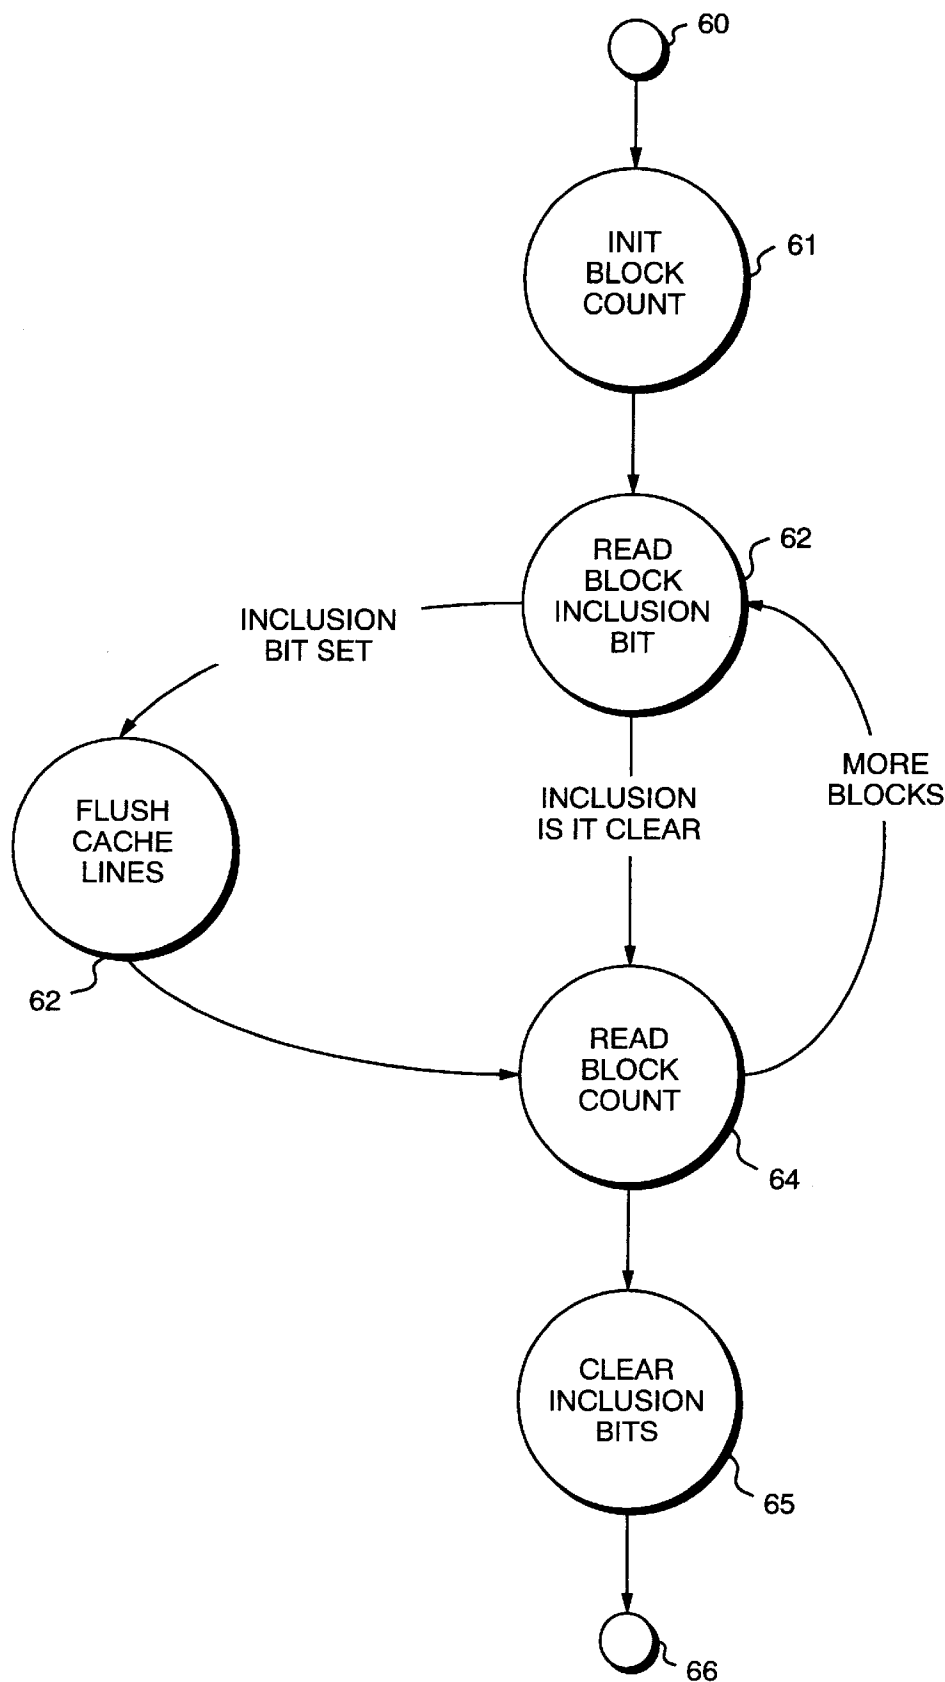 60
INIT
BLOCK
COUNT
61
READ
BLOCK
INCLUSION
BIT
62
INCLUSION
BIT SET
MORE
BLOCKS
INCLUSION
IS IT CLEAR
FLUSH
CACHE
LINES
62
READ
BLOCK
COUNT
64
CLEAR
INCLUSION
BITS
65
66